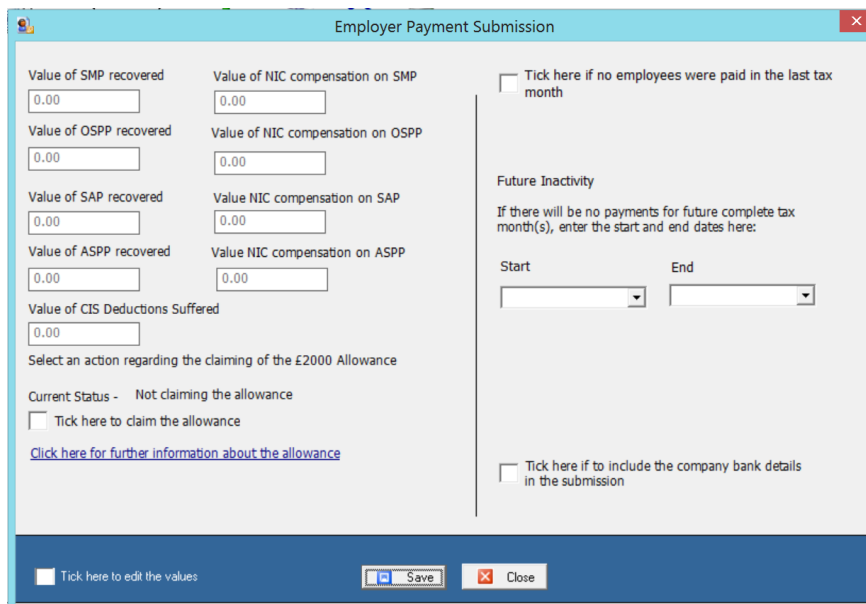 Employer Payment Submission
Value of SMP recovered
Value of NIC compensation on SMP
0.00
0.00
Value of OSPP recovered
Value of NIC compensation on OSPP
0.00
0.00
Value of SAP recovered
Value NIC compensation on SAP
0.00
0.00
Value of ASPP recovered
Value NIC compensation on ASPP
0.00
0.00
Value of CIS Deductions Suffered
0.00
Select an action regarding the claiming of the £2000 Allowance
Current Status - Not claiming the allowance
Tick here to claim the allowance
Click here for further information about the allowance
Tick here if no employees were paid in the last tax
month
Future Inactivity
If there will be no payments for future complete tax
month(s), enter the start and end dates here:
Start
End
Tick here if to include the company bank details
in the submission
Tick here to edit the values
Save
Close